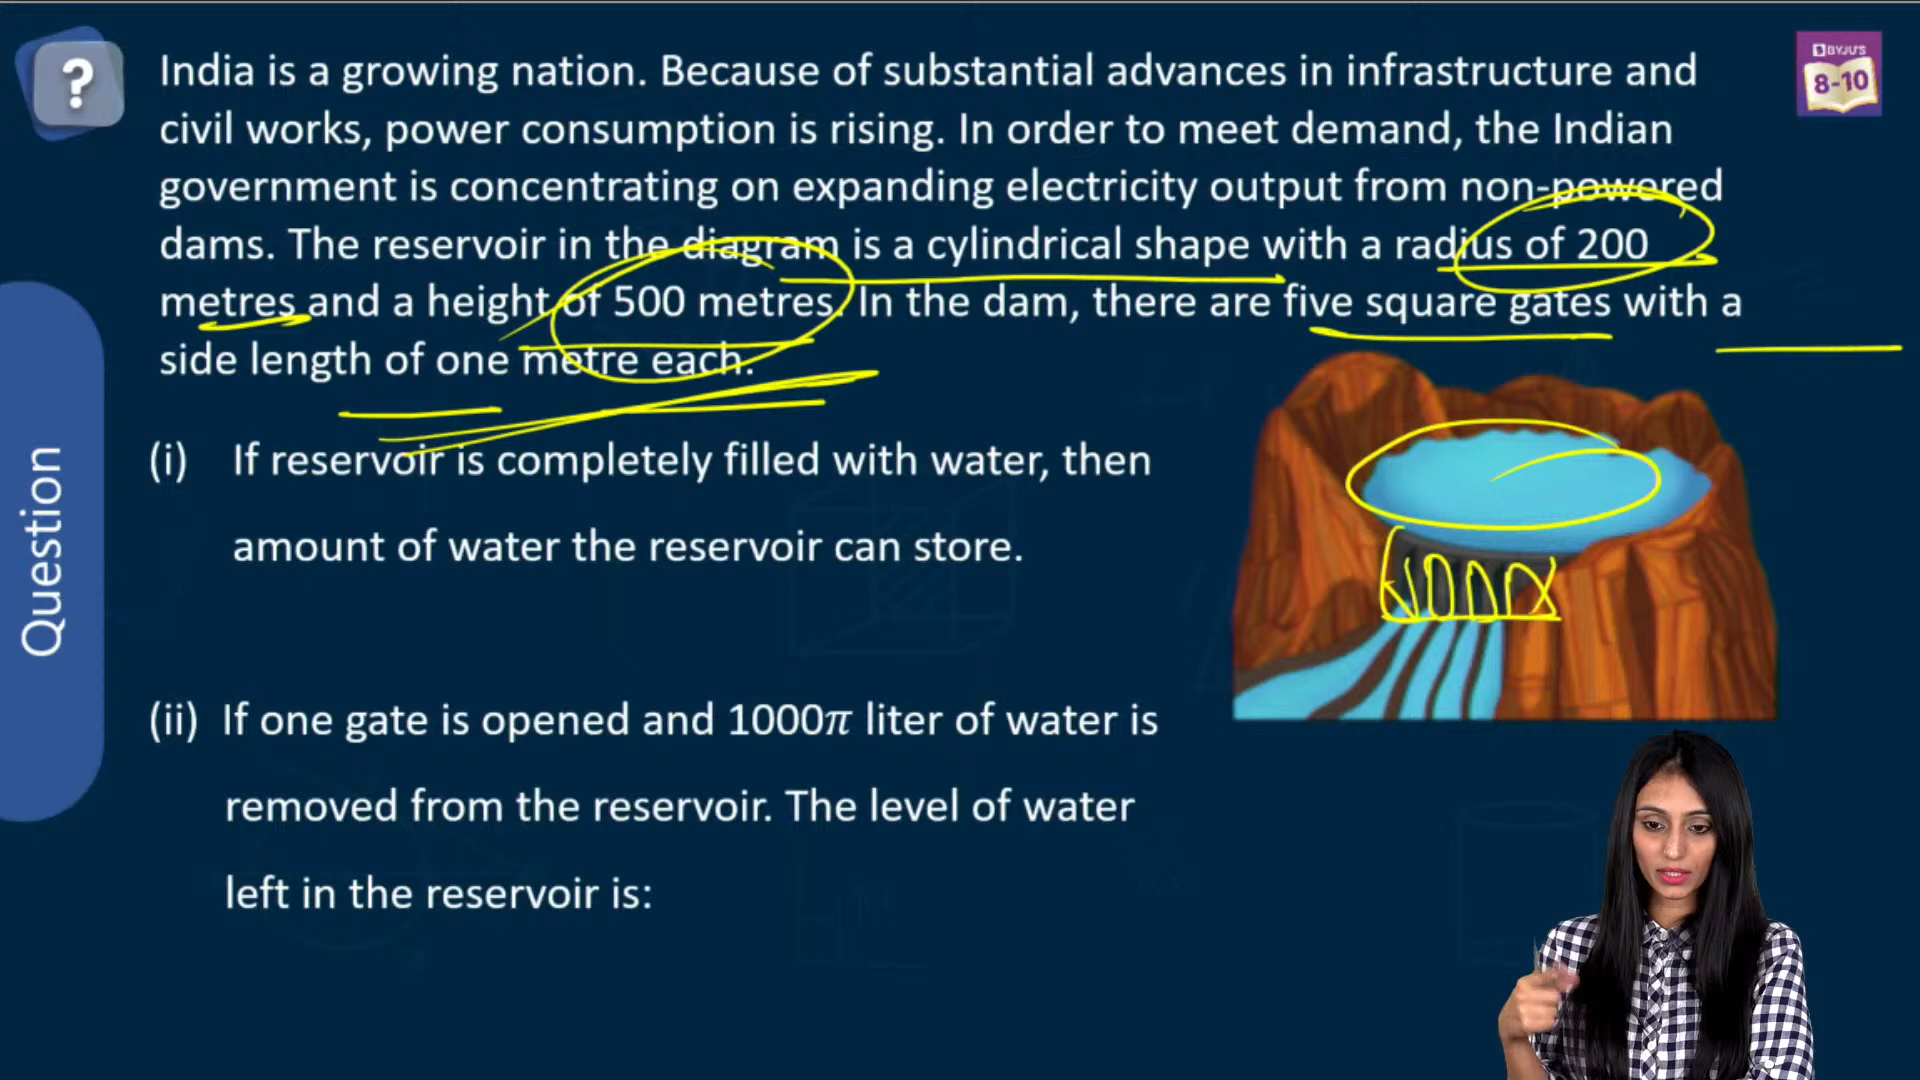 India is a growing nation. Because of substantial advances in infrastructure and
civil works, power consumption is rising. In order to meet demand, the Indian
government is concentrating on expanding electricity output from non-powered
dams. The reservoir in the diagram is a cylindrical shape with a radius of 200
metres and a height of 500 metres. In the dam, there are five square gates with a
side length of one metre each.
(i) If reservoir is completely filled with water, then
amount of water the reservoir can store.
(ii) If one gate is opened and 1000π liter of water is
removed from the reservoir. The level of water
left in the reservoir is:
Question
?
BYJU'S
8-10